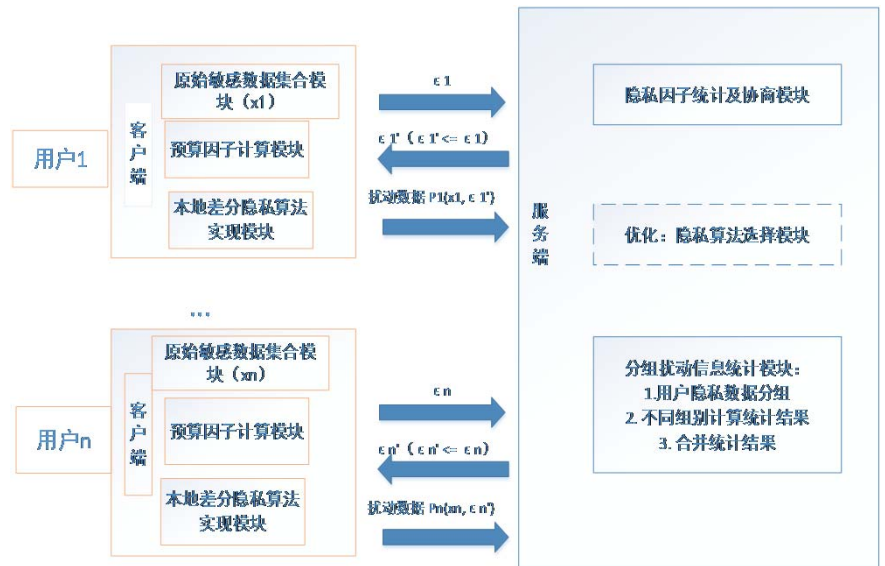 用户1
客
户
端
原始敏感数据集合模
块（x1）
预算因子计算模块
本地差分隐私算法
实现模块
ε1
ε1'（ε1'<= ε1）
扰动数据 P1(x1, ε1')
...
用户n
客
户
端
原始敏感数据集合模
块（xn）
预算因子计算模块
本地差分隐私算法
实现模块
εn
εn'（εn'<= εn）
扰动数据 Pn(xn, εn')
服
务
端
隐私因子统计及协商模块
优化：隐私算法选择模块
分组扰动信息统计模块：
1.用户隐私数据分组
2. 不同组别计算统计结果
3. 合并统计结果